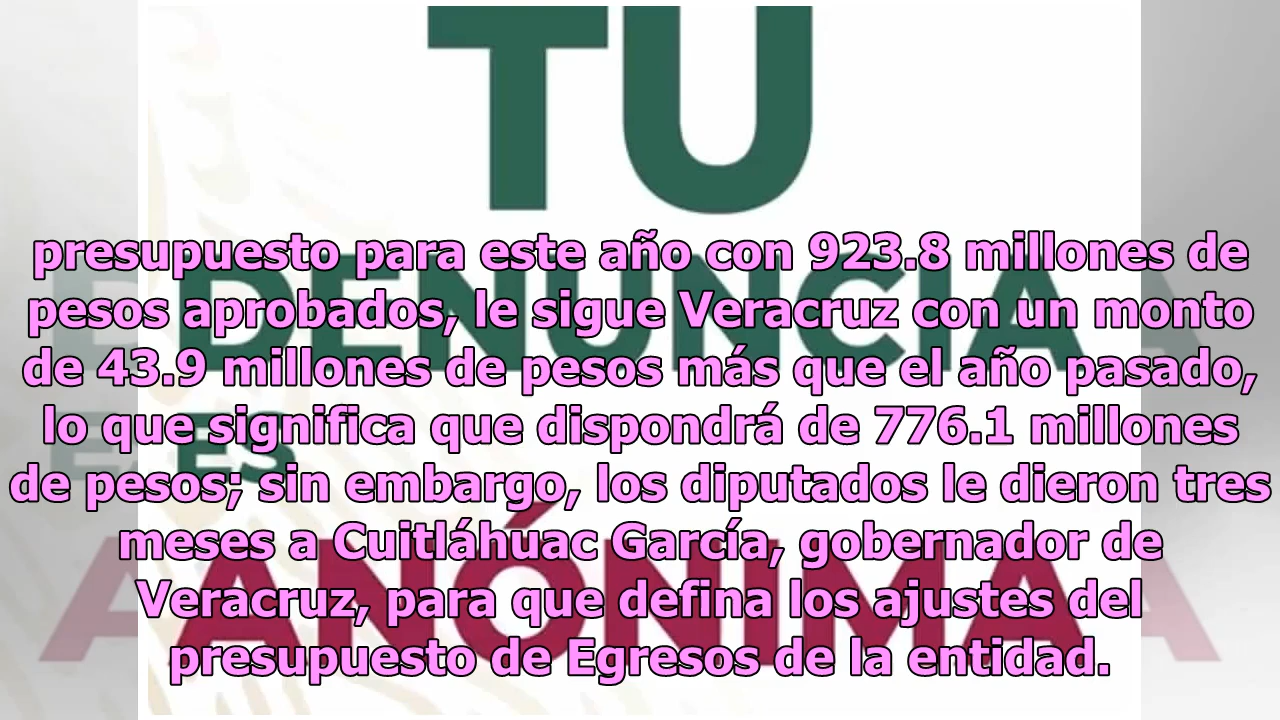 TU
presupuesto para este año con 923.8 millones de
DENUNCIA
pesos aprobados, le sigue Veracruz con un monto
de 43.9 millones de pesos más que el año pasado,
lo que significa que dispondrá de 776.1 millones
ES
de pesos; sin embargo, los diputados le dieron tres
meses a Cuitláhuac García, gobernador de
ANÓNIMA
Veracruz, para que defina los ajustes del
presupuesto de Egresos de la entidad.